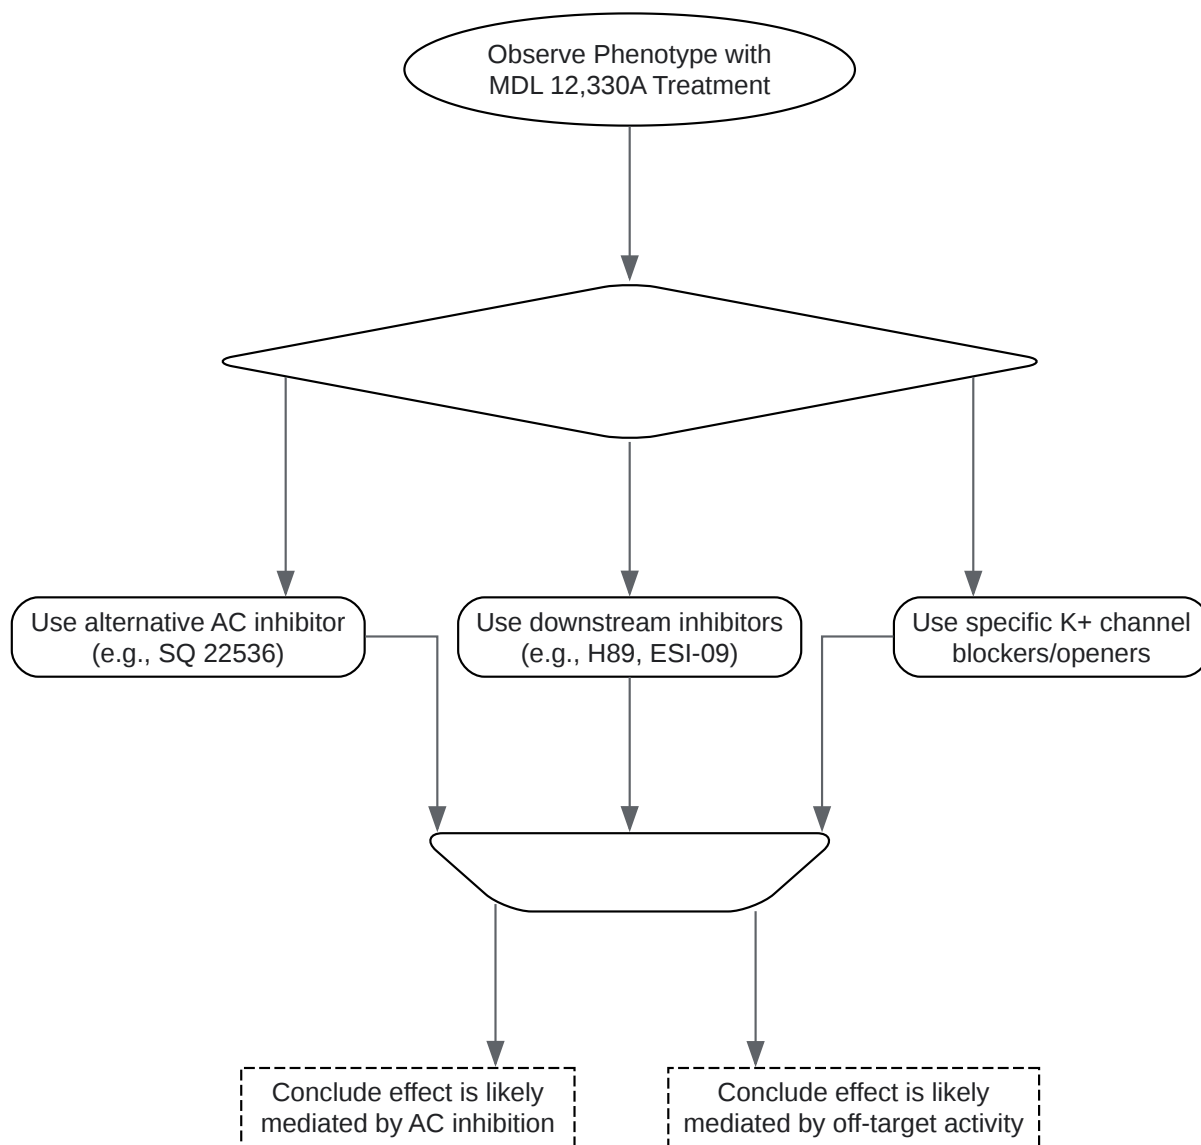 Observe Phenotype with
MDL 12,330A Treatment
Use alternative AC inhibitor
(e.g., SQ 22536)
Use downstream inhibitors
(e.g., H89, ESI-09)
Use specific K+ channel
blockers/openers
Conclude effect is likely
mediated by AC inhibition
Conclude effect is likely
mediated by off-target activity